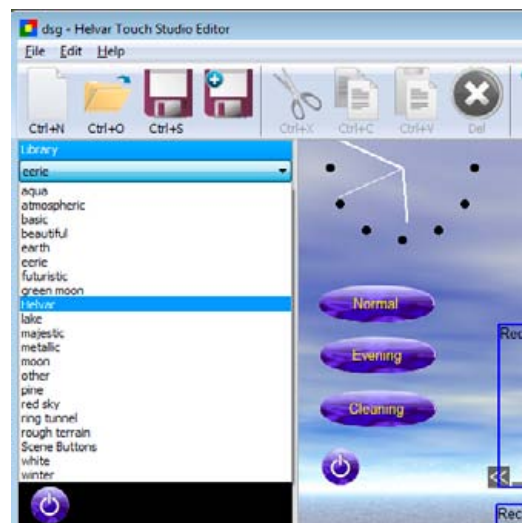 dsg - Helvar Touch Studio Editor
File Edit Help
Ctrl+N Ctrl+O Ctrl+S Ctrl+X Ctrl+C Ctrl+V Del
Library
eerie
aqua
atmospheric
basic
beautiful
earth
eerie
futuristic
green moon
Helvar
lake
majestic
metallic
moon
other
pine
red sky
ring tunnel
rough terrain
Scene Buttons
white
winter
Normal
Evening
Cleaning
Rec
<<
Rec